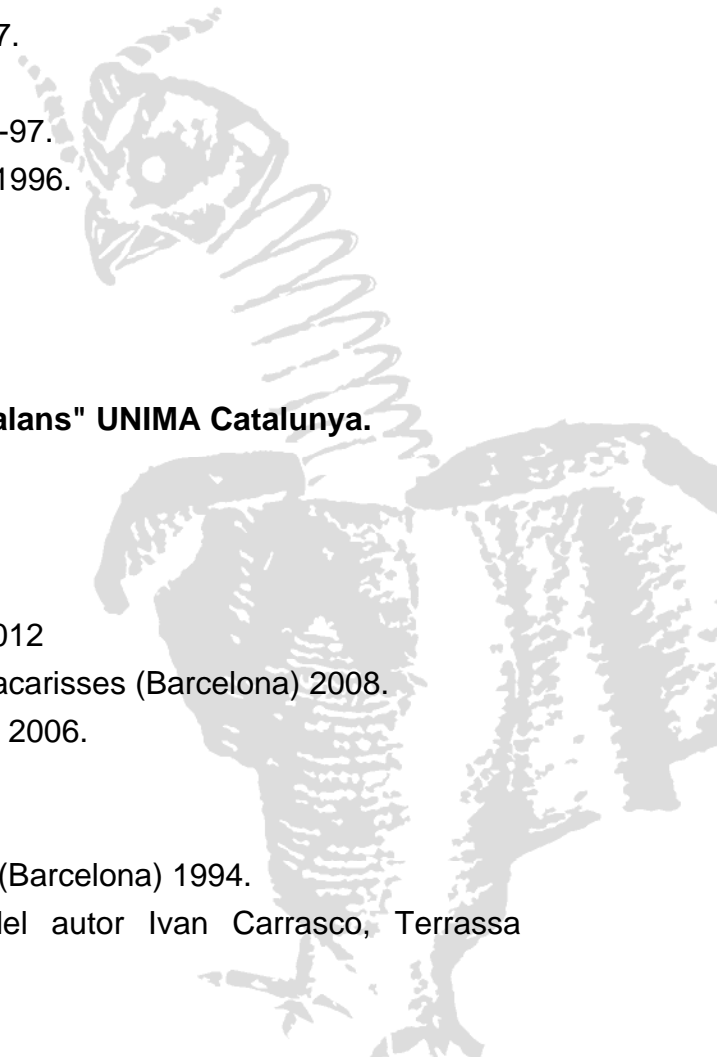 7.
-97.
1996.
alans" UNIMA Catalunya.
012
acarisses (Barcelona) 2008.
2006.
(Barcelona) 1994.
del autor Ivan Carrasco, Terrassa